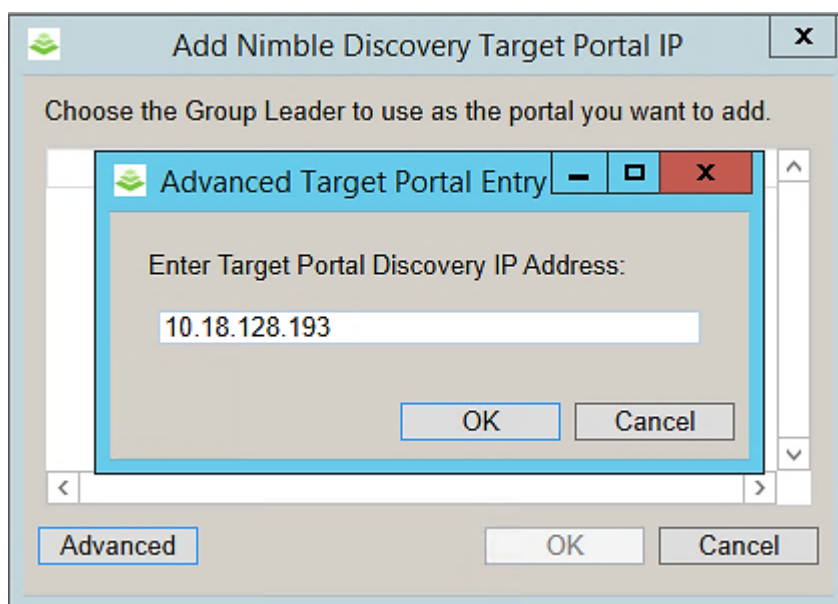 Add Nimble Discovery Target Portal IP
Choose the Group Leader to use as the portal you want to add.
Advanced Target Portal Entry
Enter Target Portal Discovery IP Address:
10.18.128.193
OK Cancel
Advanced OK Cancel